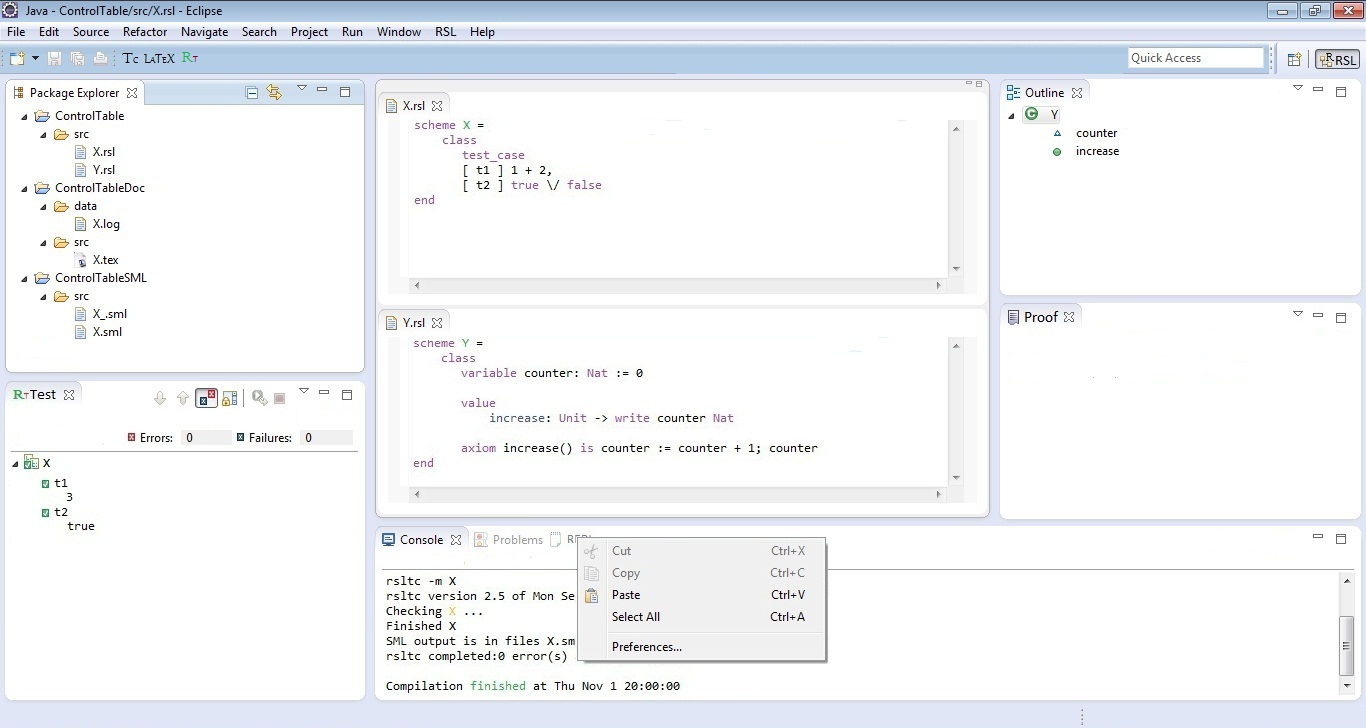 Java - ControlTable/src/X.rsl - Eclipse
File Edit Source Refactor Navigate Search Project Run Window RSL Help
Tc LATEX RT
Quick Access
RSL
Package Explorer
ControlTable
src
X.rsl
Y.rsl
ControlTableDoc
data
X.log
src
X.tex
ControlTableSML
src
X_.sml
X.sml
RT Test
Errors: 0 Failures: 0
X
t1
3
t2
true
X.rsl
scheme X =
class
test_case
[ t1 ] 1 + 2,
[ t2 ] true \/ false
end
Y.rsl
scheme Y =
class
variable counter: Nat := 0
value
increase: Unit -> write counter Nat
axiom increase() is counter := counter + 1; counter
end
Outline
Y
counter
increase
Proof
Console Problems
rsltc -m X
rsltc version 2.5 of Mon Se
Checking X ...
Finished X
SML output is in files X.sm
rsltc completed:0 error(s)
Compilation finished at Thu Nov 1 20:00:00
Cut Ctrl+X
Copy Ctrl+C
Paste Ctrl+V
Select All Ctrl+A
Preferences...